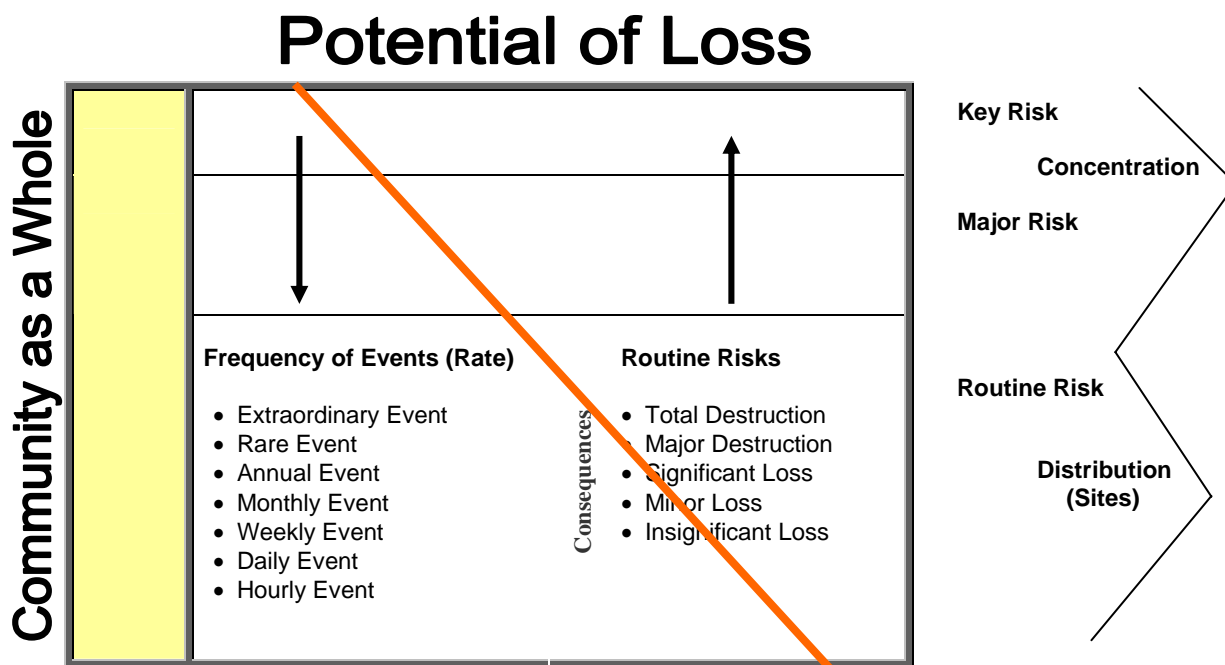 Potential of Loss
Community as a Whole
Frequency of Events (Rate)
• Extraordinary Event
• Rare Event
• Annual Event
• Monthly Event
• Weekly Event
• Daily Event
• Hourly Event
Consequences
Routine Risks
• Total Destruction
• Major Destruction
• Significant Loss
• Minor Loss
• Insignificant Loss
Key Risk
Concentration
Major Risk
Routine Risk
Distribution
(Sites)